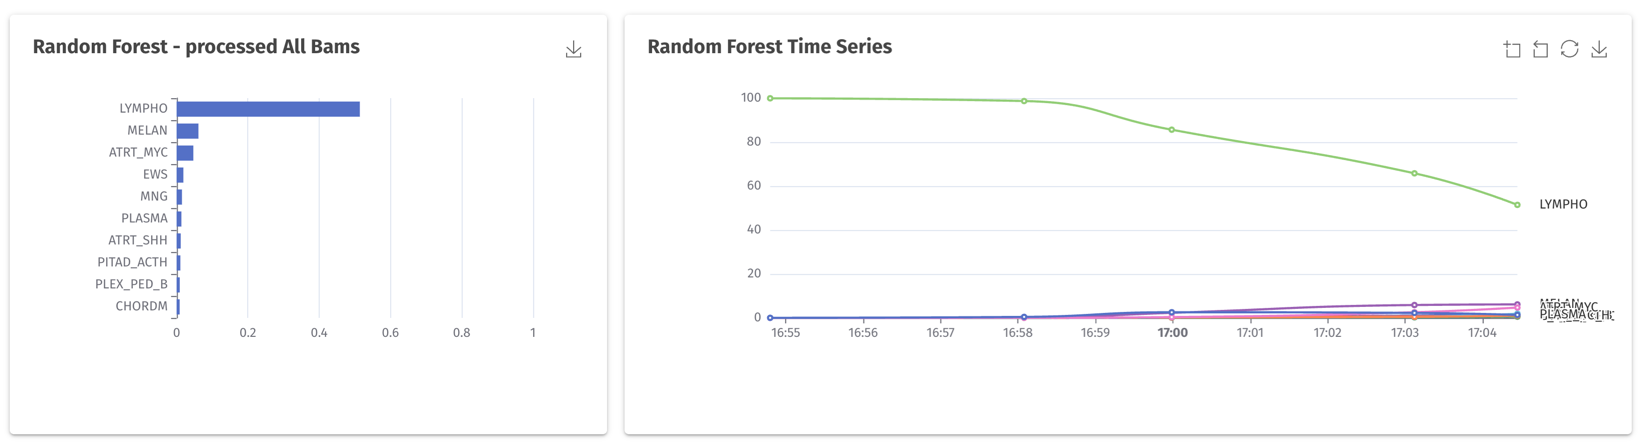 Random Forest - processed All Bams
LYMPHO
MELAN
ATRT_MYC
EWS
MNG
PLASMA
ATRT_SHH
PITAD_ACTH
PLEX_PED_B
CHORDM
0 0.2 0.4 0.6 0.8 1
Random Forest Time Series
100
80
60
40
20
0
16:55 16:56 16:57 16:58 16:59 17:00 17:01 17:02 17:03 17:04
LYMPHO
MELAN
ATRT_MYC
PLASMA